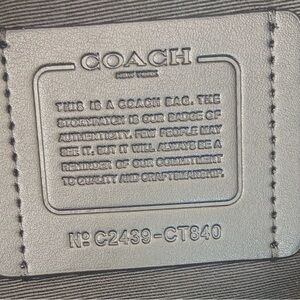 COACH
NEW YORK
THIS IS A COACH BAG. THE
STORYPATCH IS OUR BADGE OF
AUTHENTICITY. FEW PEOPLE MAY
SEE IT. BUT IT WILL ALWAYS BE A
REMINDER OF OUR COMMITMENT
TO QUALITY AND CRAFTSMANSHIP.
Nº C2439-CT840